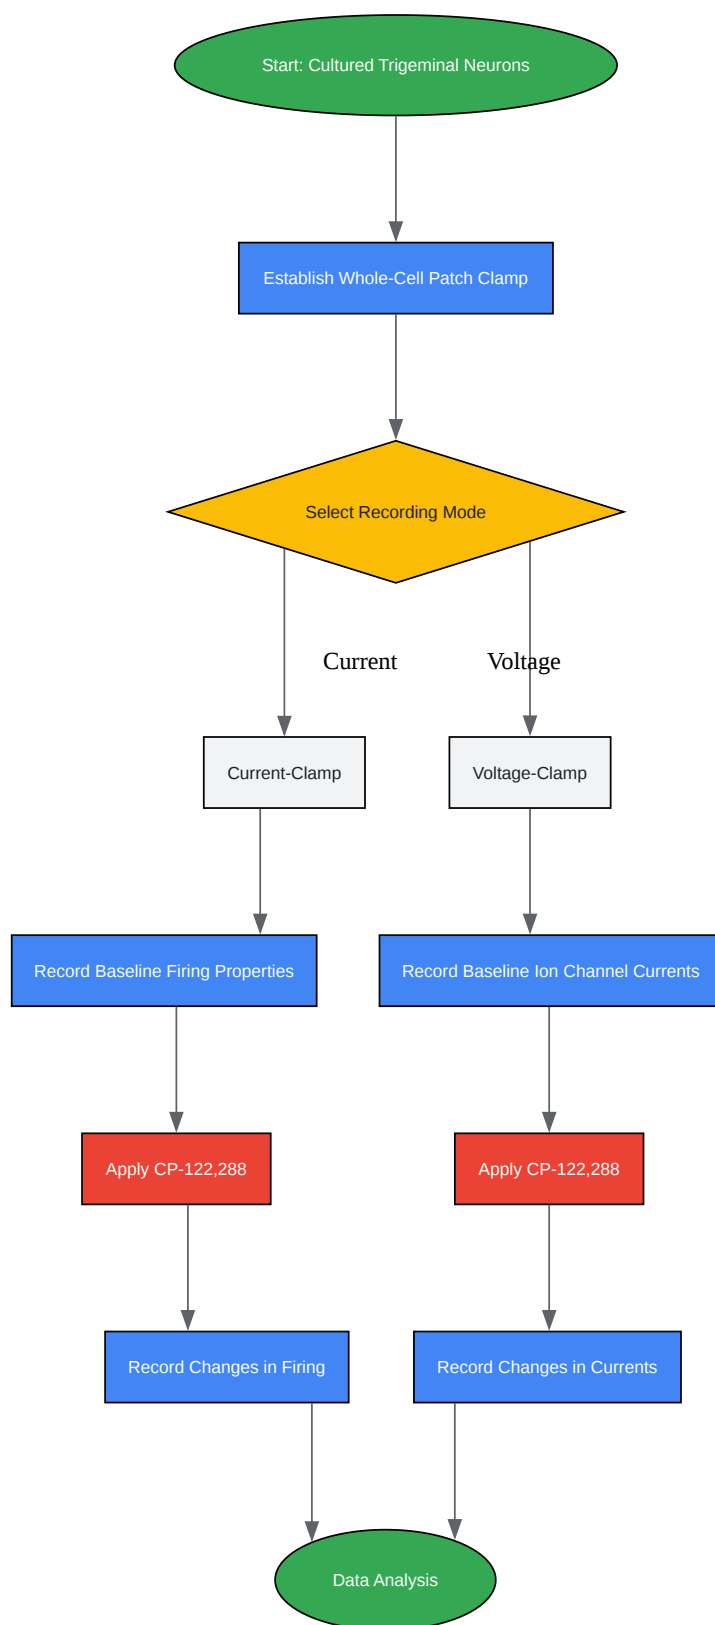 Start: Cultured Trigeminal Neurons
Establish Whole-Cell Patch Clamp
Select Recording Mode
Current
Voltage
Current-Clamp
Voltage-Clamp
Record Baseline Firing Properties
Record Baseline Ion Channel Currents
Apply CP-122,288
Apply CP-122,288
Record Changes in Firing
Record Changes in Currents
Data Analysis